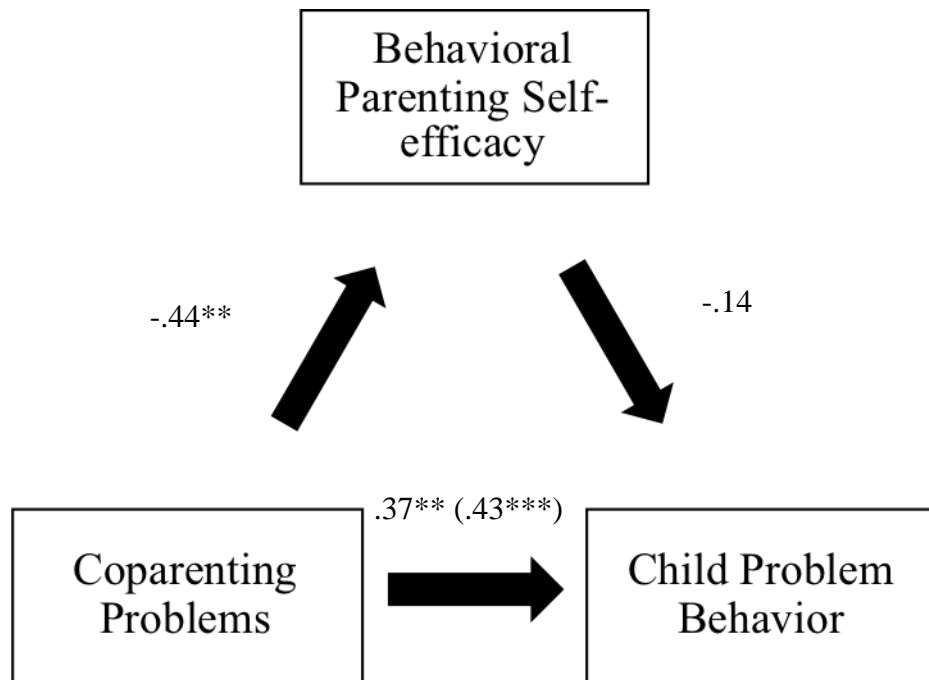 Behavioral
Parenting Self-
efficacy
-.44**
-.14
.37** (.43***)
Coparenting
Problems
Child Problem
Behavior